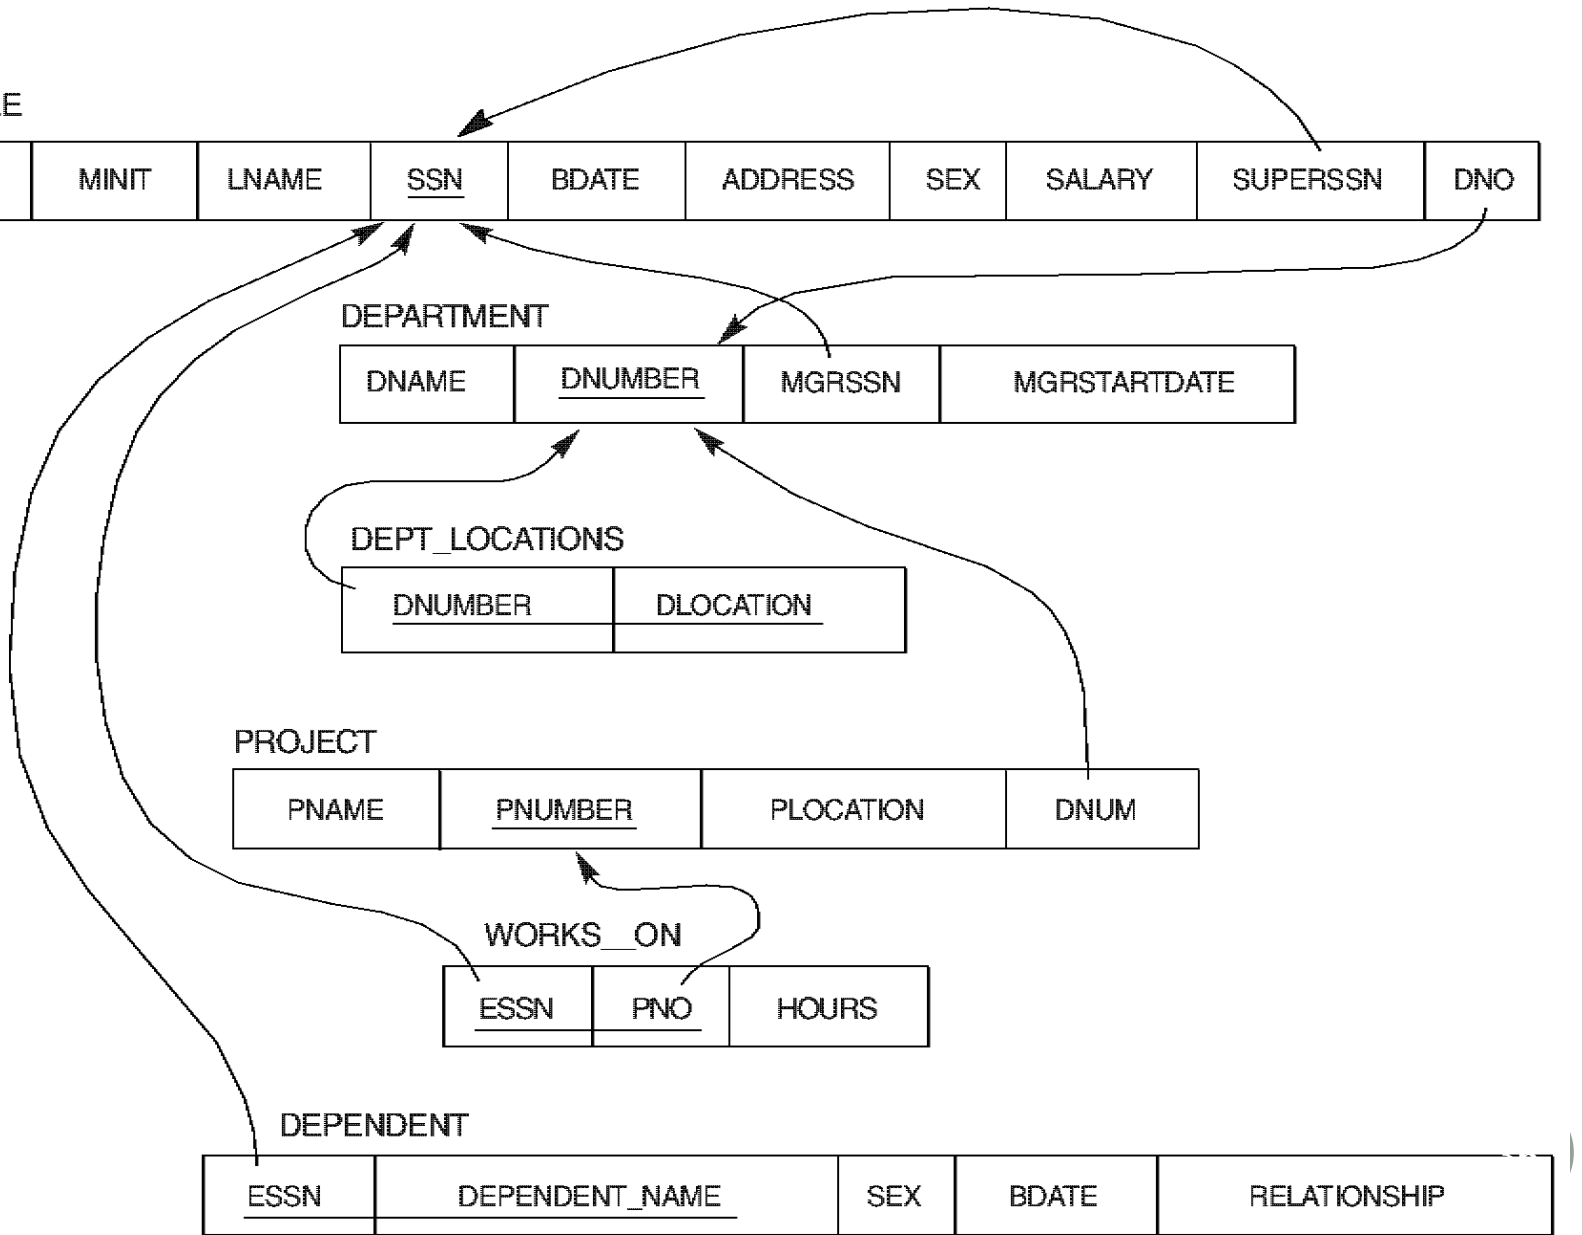 E
MINIT LNAME SSN BDATE ADDRESS SEX SALARY SUPERSSN DNO
DEPARTMENT
DNAME DNUMBER MGRSSN MGRSTARTDATE
DEPT_LOCATIONS
DNUMBER DLOCATION
PROJECT
PNAME PNUMBER PLOCATION DNUM
WORKS_ON
ESSN PNO HOURS
DEPENDENT
ESSN DEPENDENT_NAME SEX BDATE RELATIONSHIP